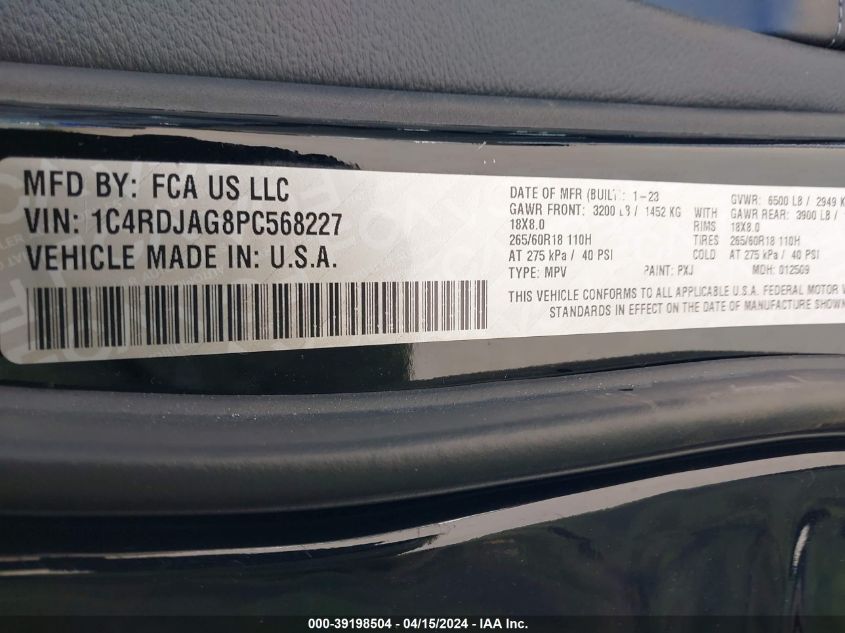 MFD BY: FCA US LLC
VIN: 1C4RDJAG8PC568227
VEHICLE MADE IN: U.S.A.
DATE OF MFR (BUILT: 1-23
GVWR: 6500 LB / 2949 K
GAWR FRONT: 3200 LB / 1452 KG WITH GAWR REAR: 3900 LB /
18X8.0 RIMS 18X8.0
265/60R18 110H TIRES 265/60R18 110H
AT 275 kPa / 40 PSI COLD AT 275 kPa / 40 PSI
TYPE: MPV PAINT: PXJ MDH: 012509
THIS VEHICLE CONFORMS TO ALL APPLICABLE U.S.A. FEDERAL MOTOR V
STANDARDS IN EFFECT ON THE DATE OF MANUFACTURE SHOWN
000-39198504 - 04/15/2024 - IAA Inc.